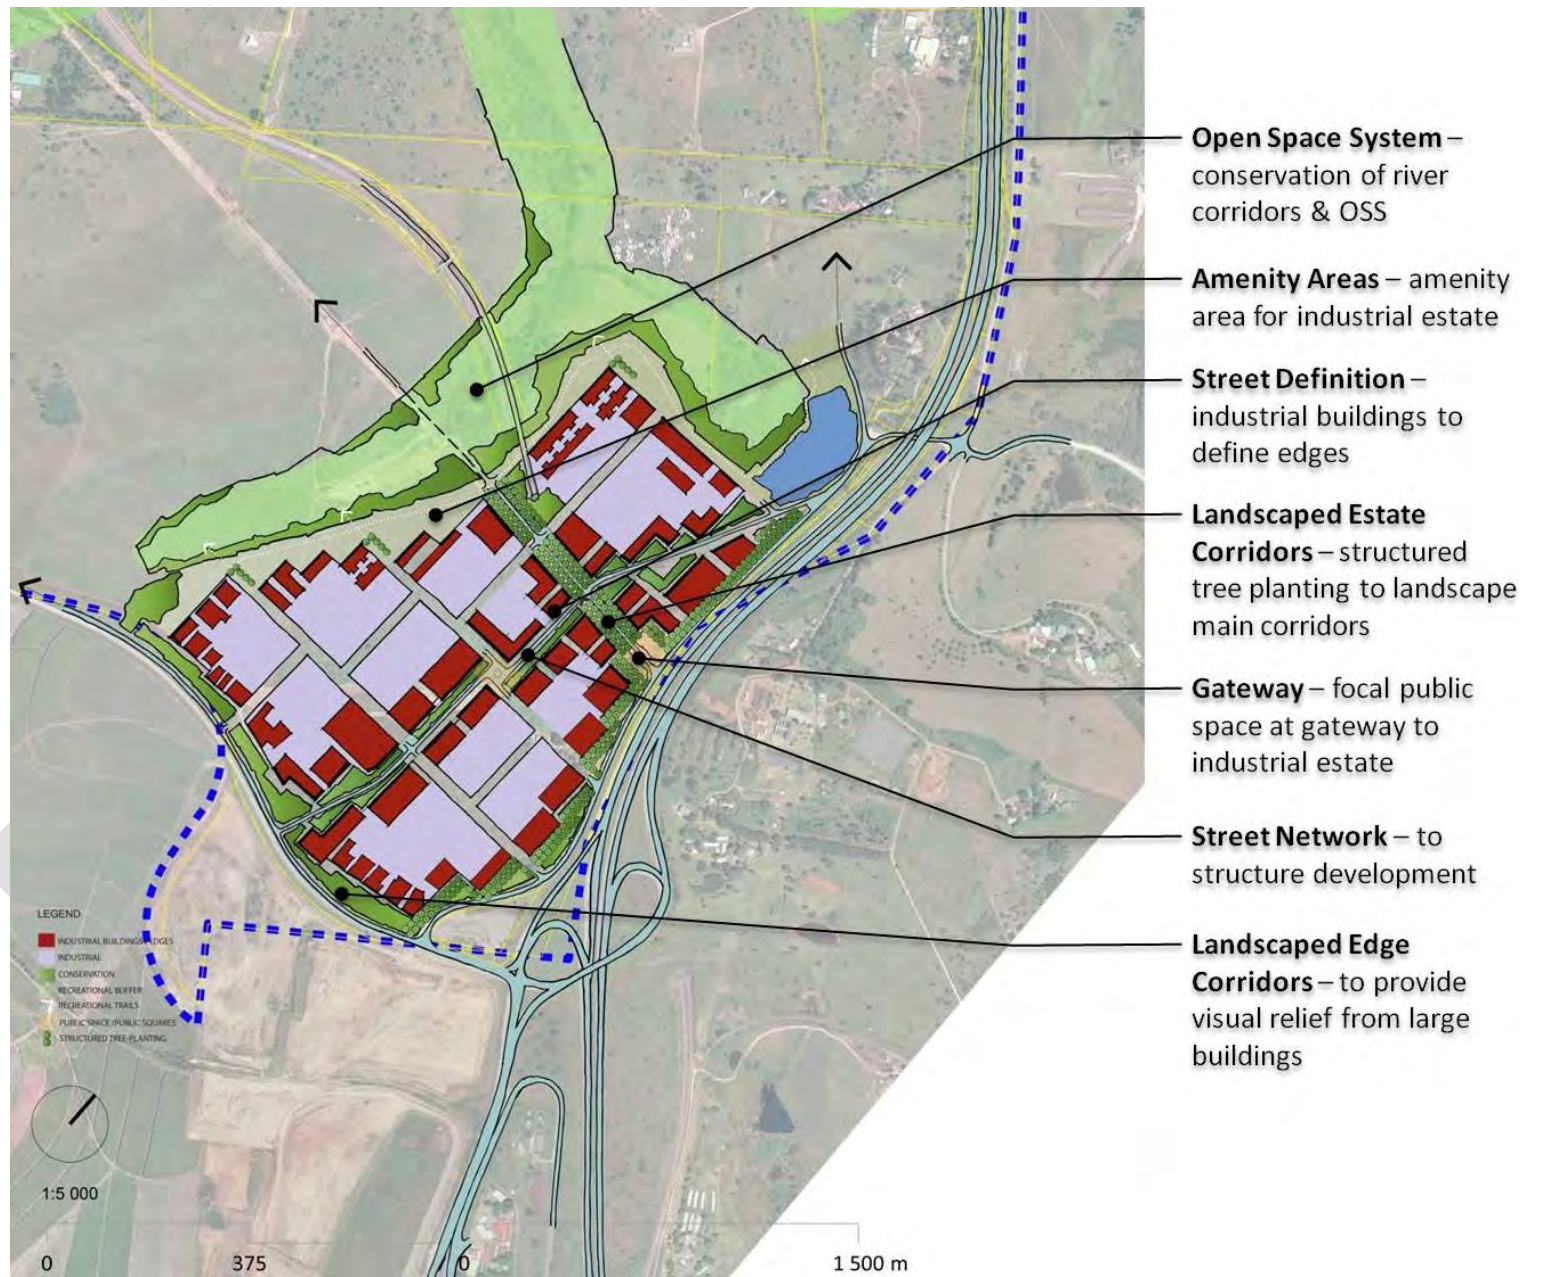 Open Space System –
conservation of river
corridors & OSS
Amenity Areas – amenity
area for industrial estate
Street Definition –
industrial buildings to
define edges
Landscaped Estate
Corridors – structured
tree planting to landscape
main corridors
Gateway – focal public
space at gateway to
industrial estate
Street Network – to
structure development
Landscaped Edge
Corridors – to provide
visual relief from large
buildings
LEGEND
INDUSTRIAL BUILDINGS EDGES
INDUSTRIAL
CONSERVATION
RECREATIONAL BUFFER
RECREATIONAL TRAILS
PUBLIC SPACE /PUBLIC SQUARES
STRUCTURED TREE-PLANTING
1:5 000
0 375 0 1 500 m